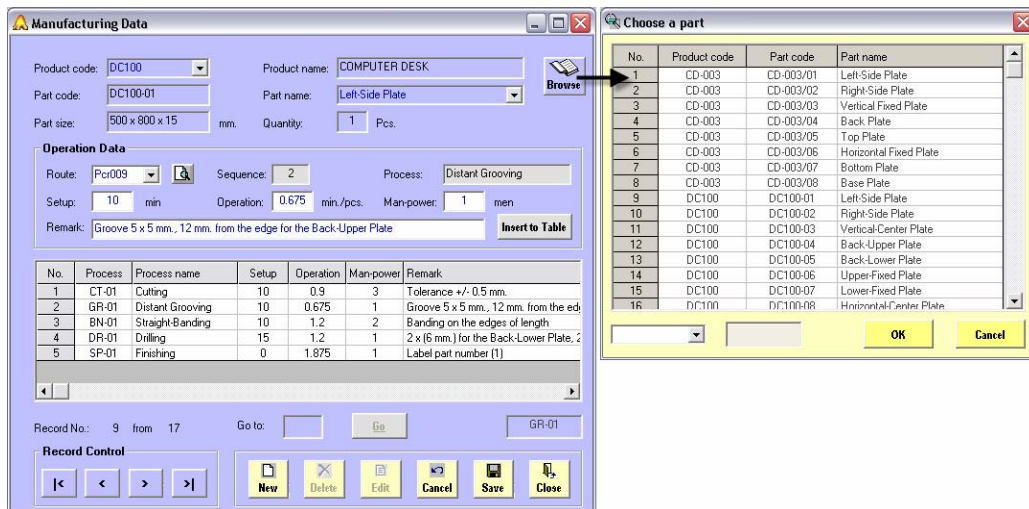 Manufacturing Data
Product code: DC100 Product name: COMPUTER DESK
Browse
Part code: DC100-01 Part name: Left-Side Plate
Part size: 500 x 800 x 15 mm. Quantity: 1 Pcs.
Operation Data
Route: Pcr009 Sequence: 2 Process: Distant Grooving
Setup: 10 min Operation: 0.675 min./pcs. Man-power: 1 men
Remark: Groove 5 x 5 mm., 12 mm. from the edge for the Back-Upper Plate Insert to Table
No. Process Process name Setup Operation Man-power Remark
1 CT-01 Cutting 10 0.9 3 Tolerance +/- 0.5 mm.
2 GR-01 Distant Grooving 10 0.675 1 Groove 5 x 5 mm., 12 mm. from the ed
3 BN-01 Straight-Banding 10 1.2 2 Banding on the edges of length
4 DR-01 Drilling 15 1.2 1 2 x (6 mm.) for the Back-Lower Plate, 2
5 SP-01 Finishing 0 1.875 1 Label part number (1)
Record No.: 9 from 17 Go to: Go GR-01
Record Control
|< < > >| New Delete Edit Cancel Save Close
Choose a part
No. Product code Part code Part name
1 CD-003 CD-003/01 Left-Side Plate
2 CD-003 CD-003/02 Right-Side Plate
3 CD-003 CD-003/03 Vertical Fixed Plate
4 CD-003 CD-003/04 Back Plate
5 CD-003 CD-003/05 Top Plate
6 CD-003 CD-003/06 Horizontal Fixed Plate
7 CD-003 CD-003/07 Bottom Plate
8 CD-003 CD-003/08 Base Plate
9 DC100 DC100-01 Left-Side Plate
10 DC100 DC100-02 Right-Side Plate
11 DC100 DC100-03 Vertical-Center Plate
12 DC100 DC100-04 Back-Upper Plate
13 DC100 DC100-05 Back-Lower Plate
14 DC100 DC100-06 Upper-Fixed Plate
15 DC100 DC100-07 Lower-Fixed Plate
16 DC100 DC100-08 Horizontal-Center Plate
OK Cancel